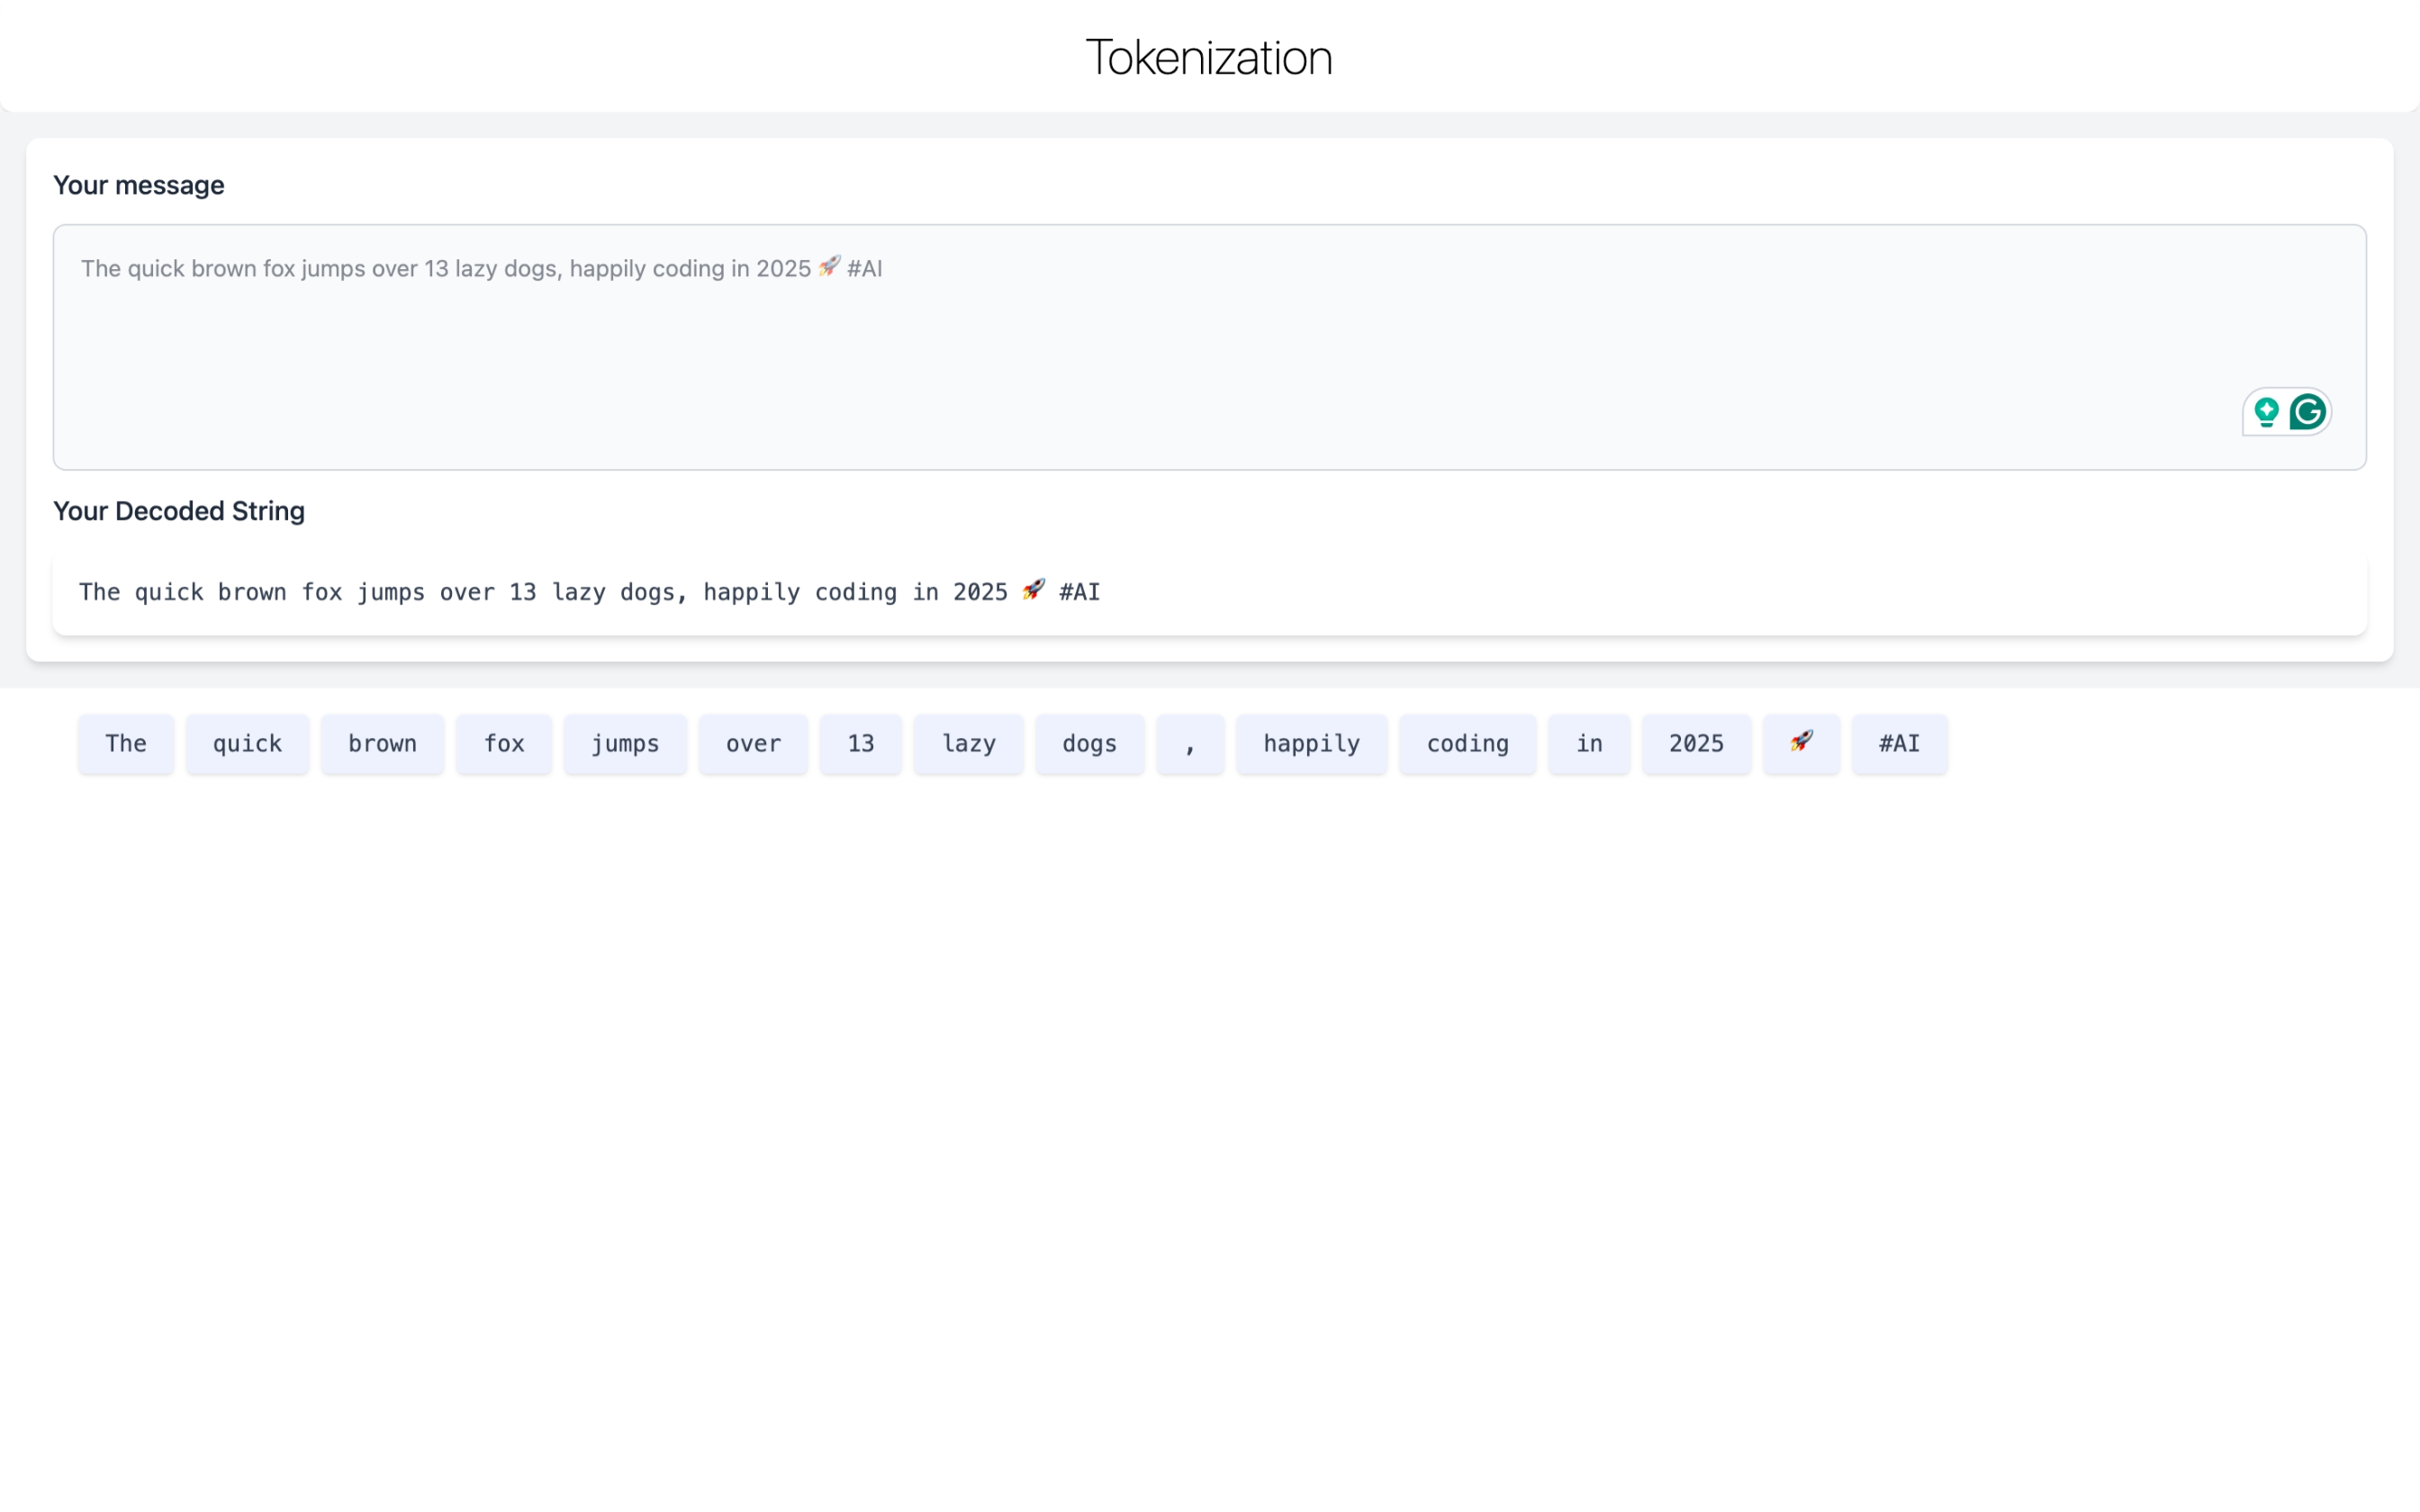 Tokenization
Your message
The quick brown fox jumps over 13 lazy dogs, happily coding in 2025 🚀 #AI
Your Decoded String
The quick brown fox jumps over 13 lazy dogs, happily coding in 2025 🚀 #AI
The quick brown fox jumps over 13 lazy dogs , happily coding in 2025 🚀 #AI